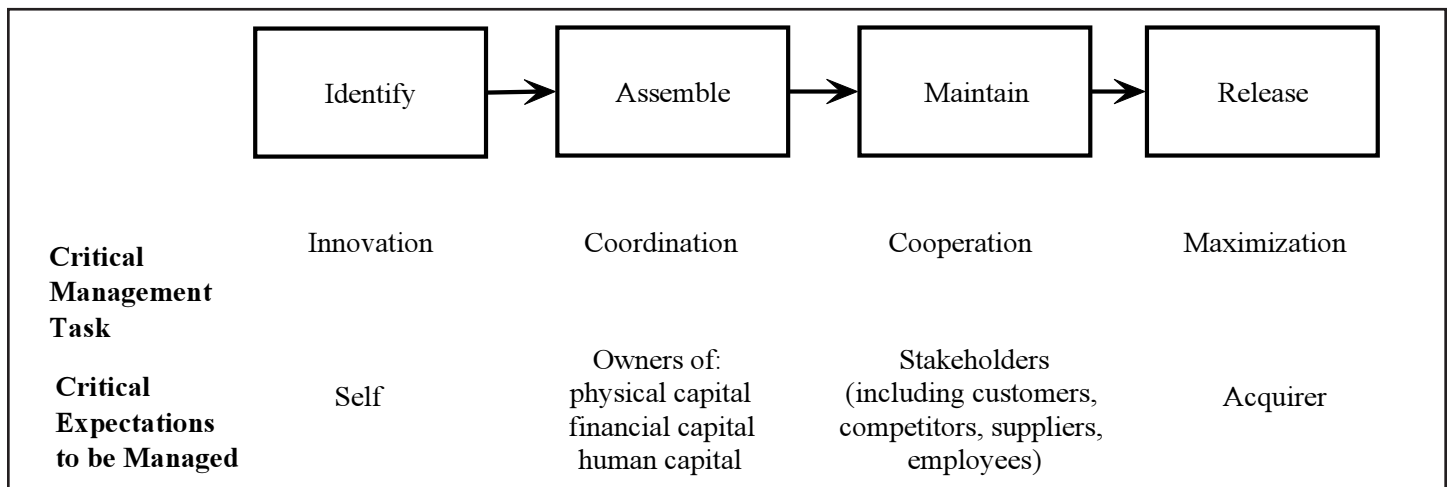 Identify
Assemble
Maintain
Release
Critical
Management
Task
Innovation
Coordination
Cooperation
Maximization
Critical
Expectations
to be Managed
Self
Owners of:
physical capital
financial capital
human capital
Stakeholders
(including customers,
competitors, suppliers,
employees)
Acquirer